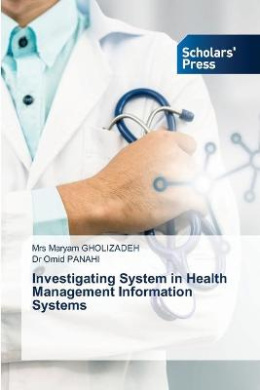 Scholars'
Press
Mrs Maryam GHOLIZADEH
Dr Omid PANAHI
Investigating System in Health
Management Information
Systems